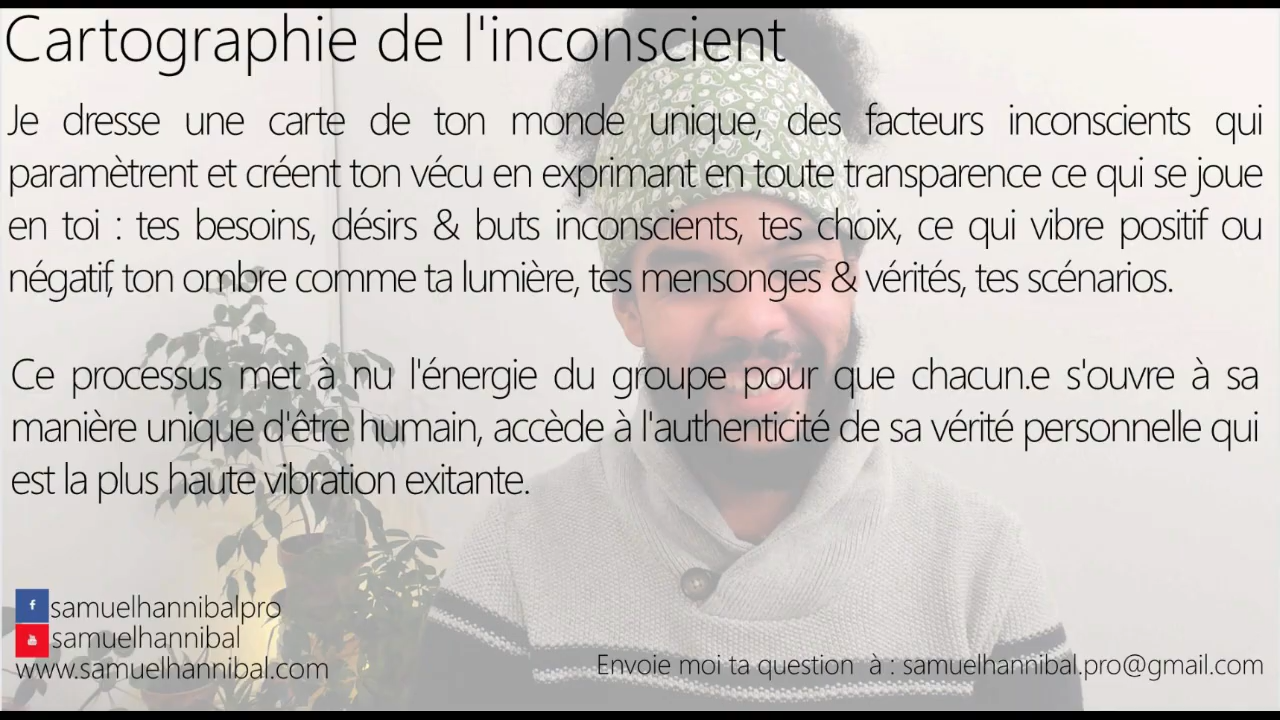 Cartographie de l'inconscient
Je dresse une carte de ton monde unique, des facteurs inconscients qui
paramètrent et créent ton vécu en exprimant en toute transparence ce qui se joue
en toi : tes besoins, désirs & buts inconscients, tes choix, ce qui vibre positif ou
négatif, ton ombre comme ta lumière, tes mensonges & vérités, tes scénarios.
Ce processus met à nu l'énergie du groupe pour que chacun.e s'ouvre à sa
manière unique d'être humain, accède à l'authenticité de sa vérité personnelle qui
est la plus haute vibration exitante.
samuelhannibalpro
samuelhannibal
www.samuelhannibal.com
Envoie moi ta question à : samuelhannibal.pro@gmail.com